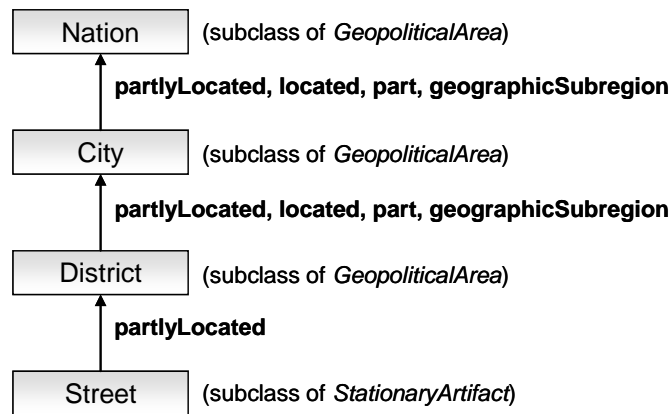 Nation (subclass of GeopoliticalArea)
partlyLocated, located, part, geographicSubregion
City (subclass of GeopoliticalArea)
partlyLocated, located, part, geographicSubregion
District (subclass of GeopoliticalArea)
partlyLocated
Street (subclass of StationaryArtifact)